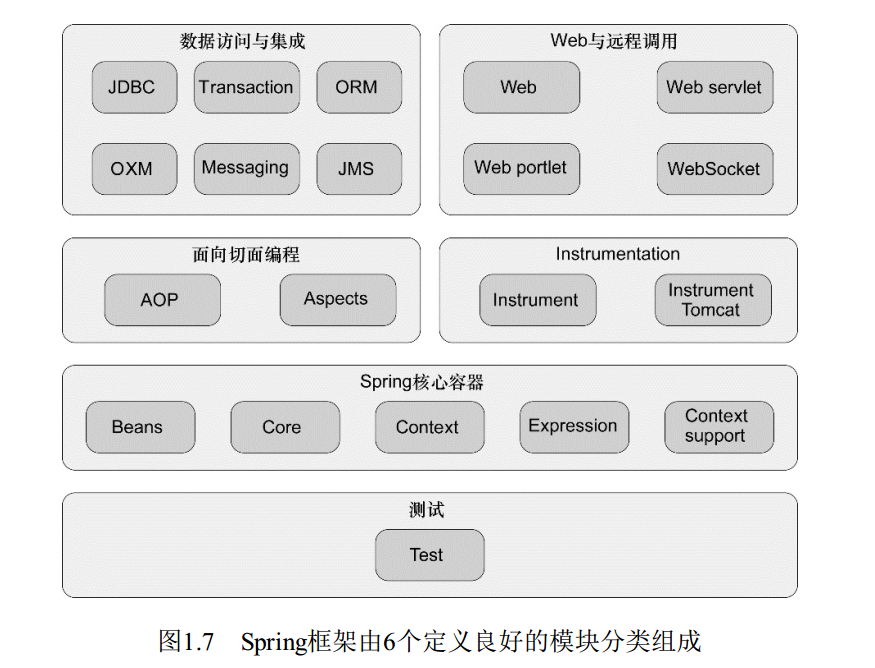 数据访问与集成
JDBC
Transaction
ORM
OXM
Messaging
JMS
Web与远程调用
Web
Web servlet
Web portlet
WebSocket
面向切面编程
AOP
Aspects
Instrumentation
Instrument
Instrument
Tomcat
Spring核心容器
Beans
Core
Context
Expression
Context
support
测试
Test
图1.7 Spring框架由6个定义良好的模块分类组成